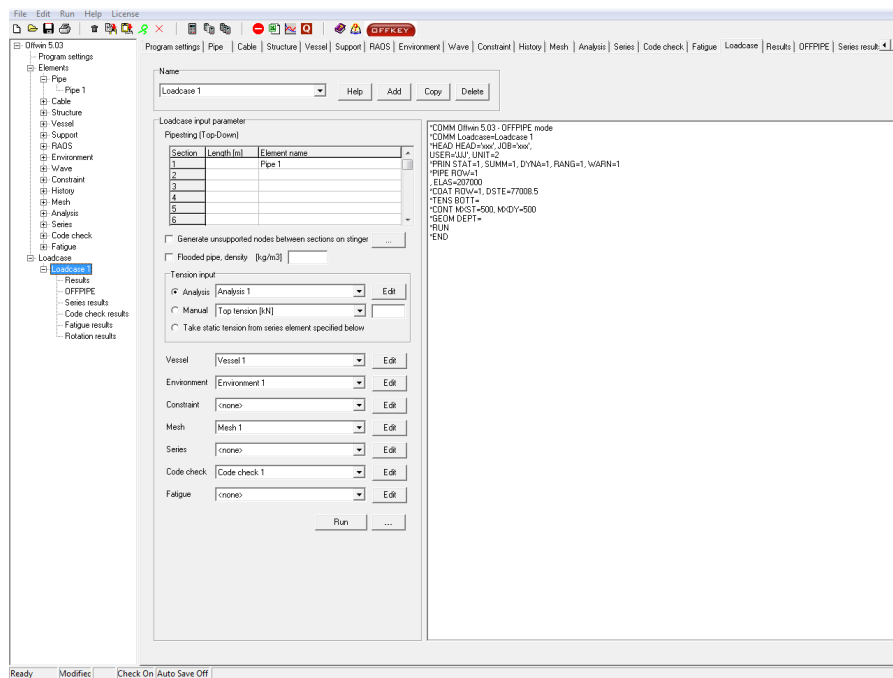 File Edit Run Help License
OFFKEY
Offwin 5.03
Program settings
Elements
Pipe
Pipe 1
Cable
Structure
Vessel
Support
RAOS
Environment
Wave
Constraint
History
Mesh
Analysis
Series
Code check
Fatigue
Loadcase
Loadcase 1
Results
OFFPIPE
Series results
Code check results
Fatigue results
Rotation results
Program settings Pipe Cable Structure Vessel Support RAOS Environment Wave Constraint History Mesh Analysis Series Code check Fatigue Loadcase Results OFFPIPE Series result
Name
Loadcase 1 Help Add Copy Delete
Loadcase input parameter
Pipestring (Top-Down)
Section Length [m] Element name
1 Pipe 1
2
3
4
5
6
Generate unsupported nodes between sections on stinger ...
Flooded pipe, density [kg/m3]
Tension input
Analysis Analysis 1 Edit
Manual Top tension [kN]
Take static tension from series element specified below
Vessel Vessel 1 Edit
Environment Environment 1 Edit
Constraint <none> Edit
Mesh Mesh 1 Edit
Series <none> Edit
Code check Code check 1 Edit
Fatigue <none> Edit
Run ...
*COMM Offwin 5.03 - OFFPIPE mode
*COMM Loadcase=Loadcase 1
*HEAD HEAD='xxx', JOB='xxx',
USER='JJJ', UNIT=2
*PRIN STAT=1, SUMM=1, DYNA=1, RANG=1, WARN=1
*PIPE ROW=1
, ELAS=207000
*COAT ROW=1, DSTE=77008.5
*TENS BOTT=
*CONT MXST=500, MXDY=500
*GEOM DEPT=
*RUN
*END
Ready Modified Check On Auto Save Off